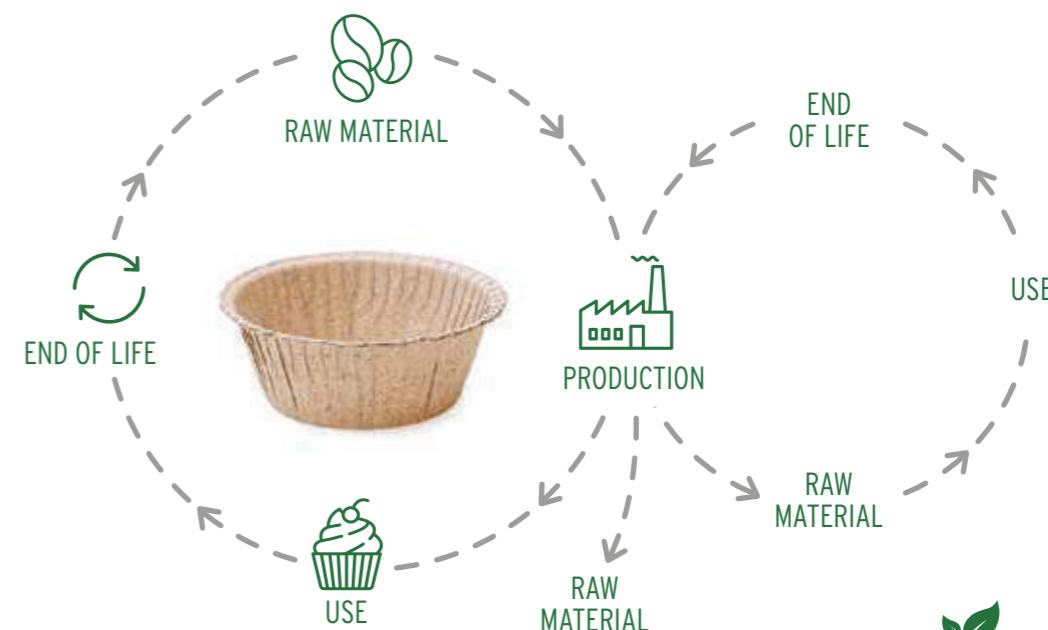 RAW MATERIAL
END
OF LIFE
USE
END OF LIFE
PRODUCTION
RAW
MATERIAL
USE
RAW
MATERIAL